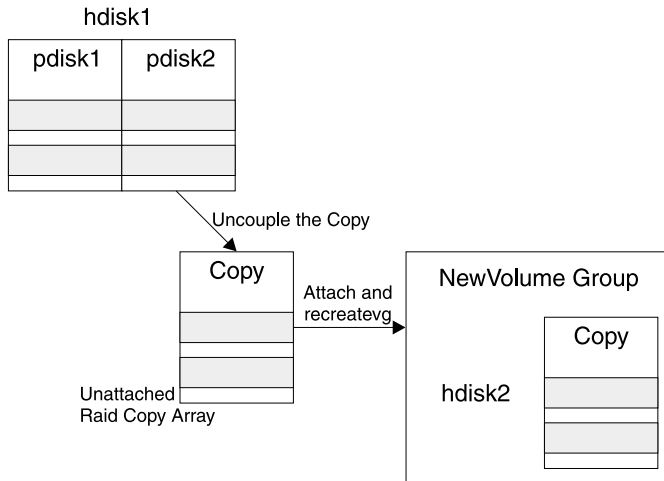 hdisk1
pdisk1
pdisk2
Uncouple the Copy
Copy
Attach and
recreatevg
Unattached
Raid Copy Array
NewVolume Group
Copy
hdisk2